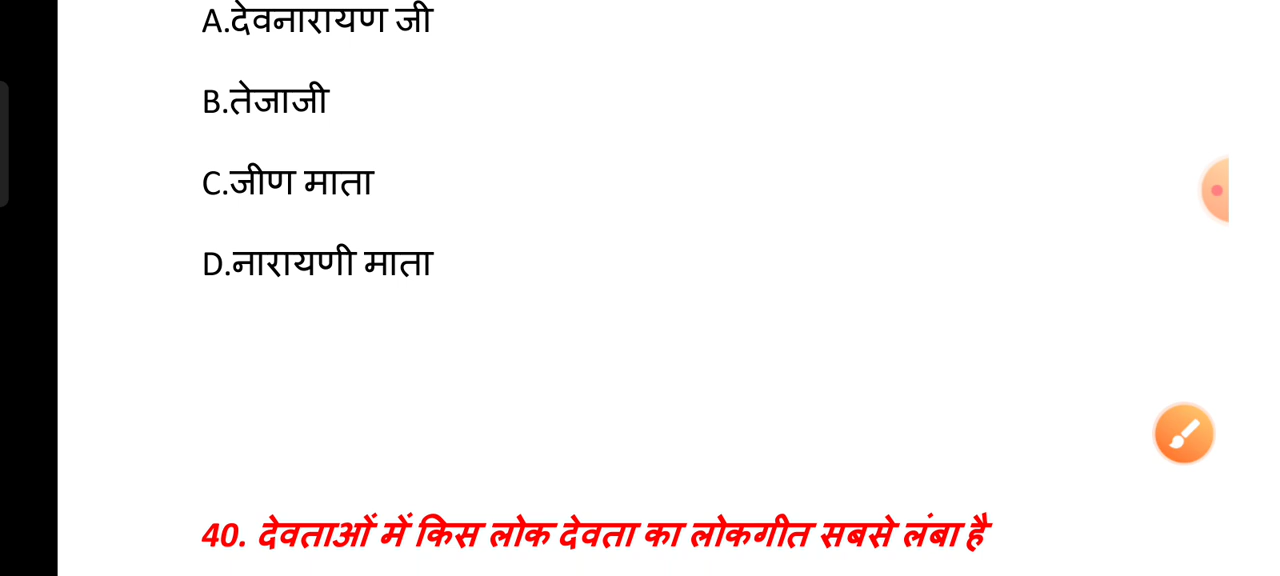 A.देवनारायण जी
B.तेजाजी
C.जीण माता
D.नारायणी माता
40. देवताओं में किस लोक देवता का लोकगीत सबसे लंबा है